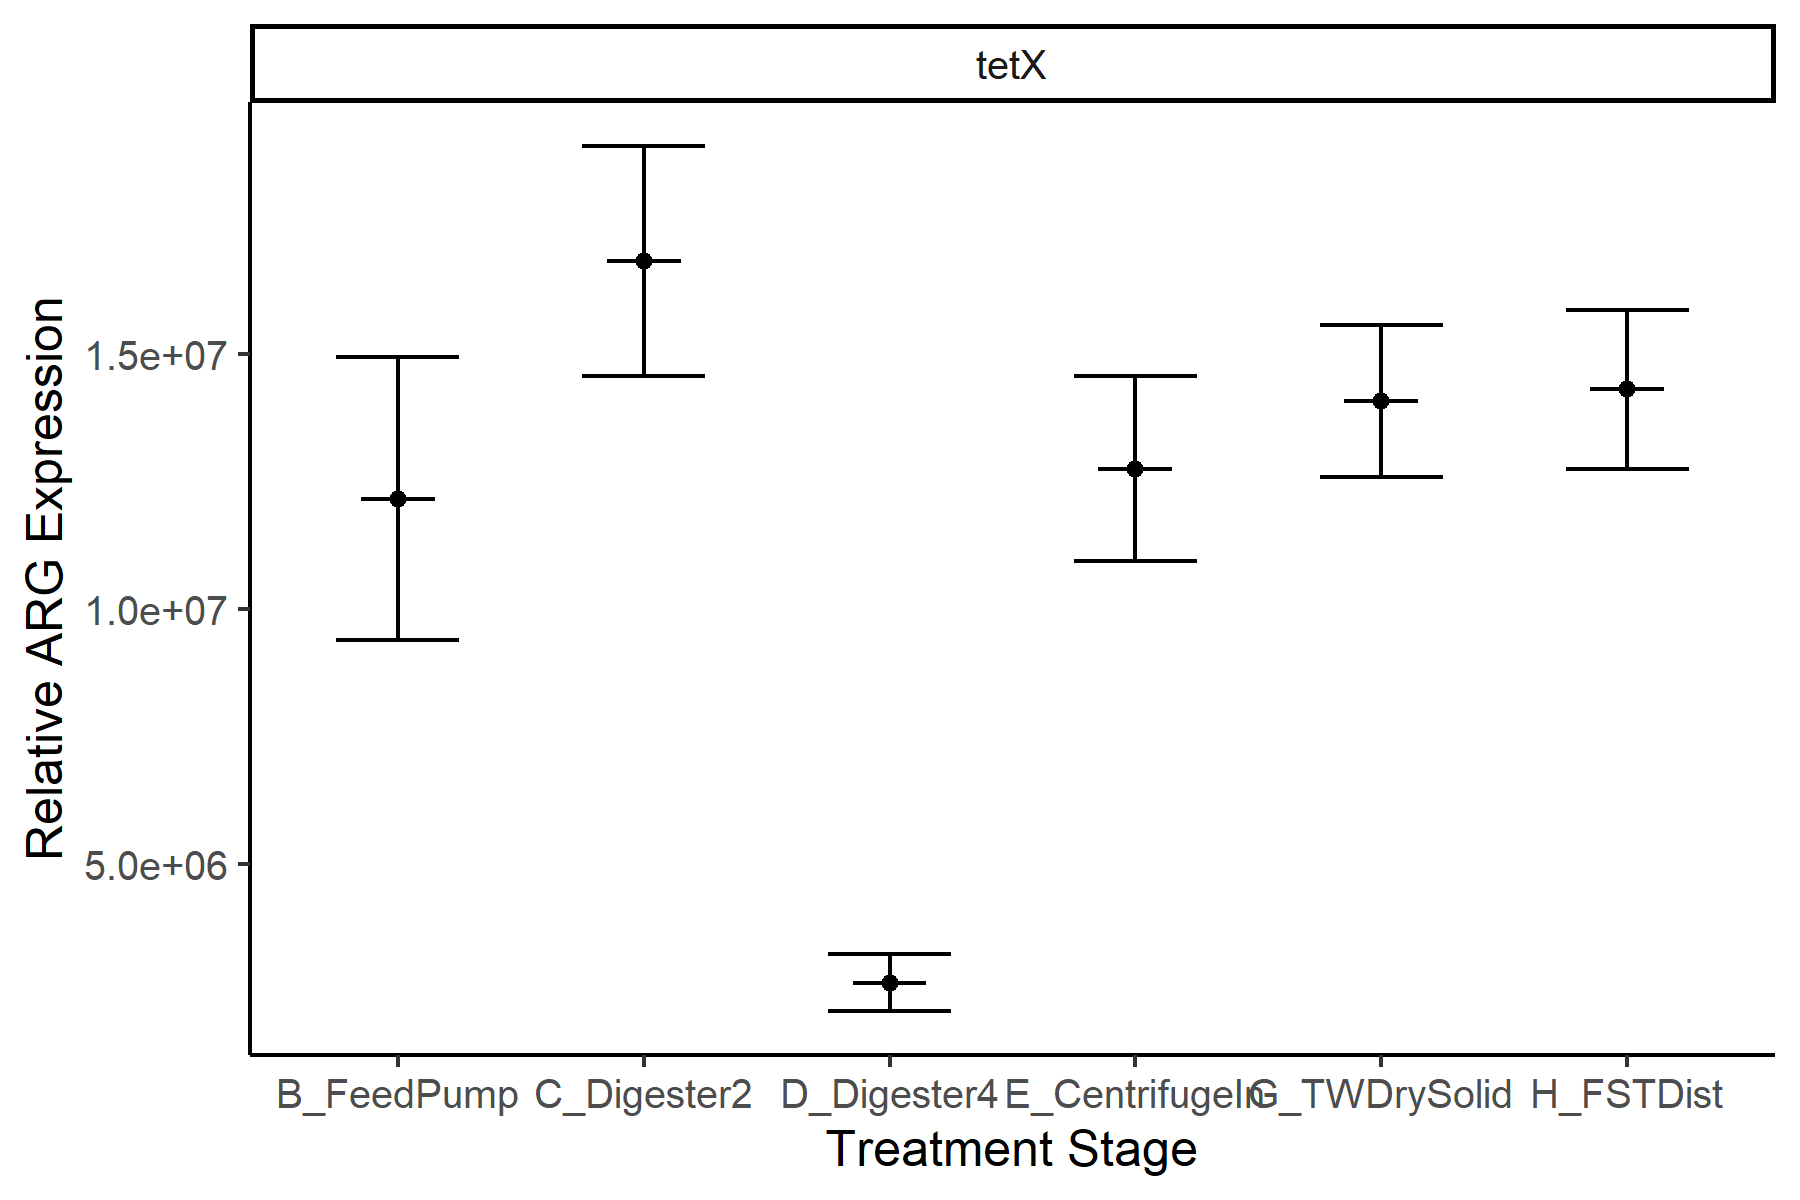 tetX
Relative ARG Expression
1.5e+07
1.0e+07
5.0e+06
B_FeedPump C_Digester2 D_Digester4 E_CentrifugeIn G_TWDrySolid H_FSTDist
Treatment Stage